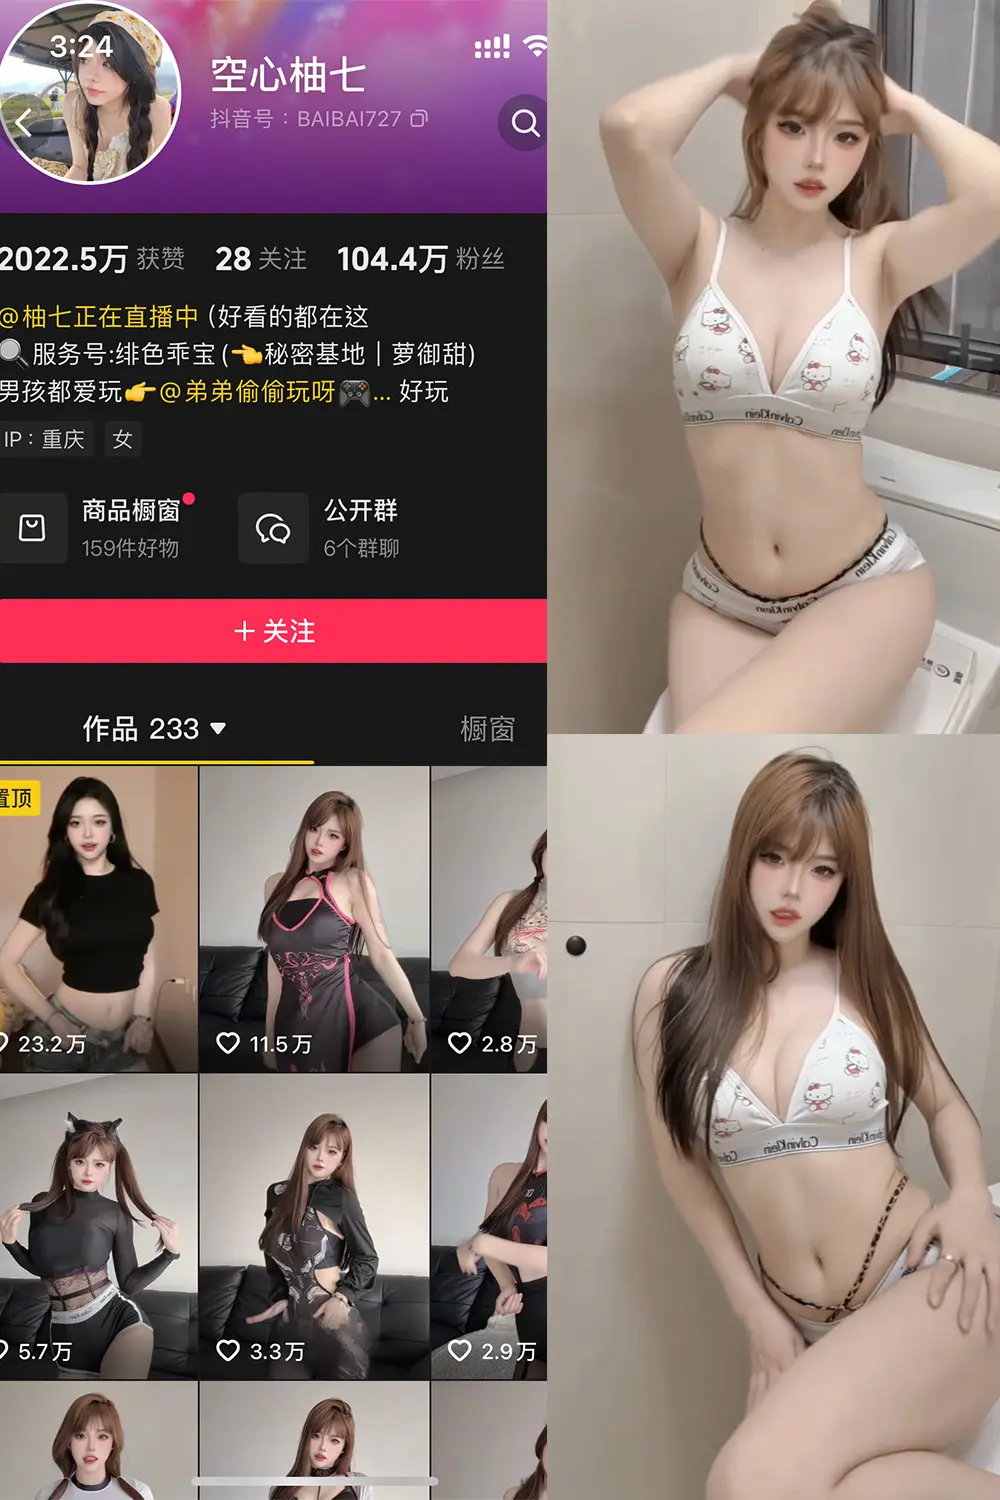 3:24
空心柚七
抖音号：BAIBAI727
2022.5万 获赞 28 关注 104.4万 粉丝
@柚七正在直播中 (好看的都在这
服务号:绯色乖宝(👈秘密基地｜萝御甜)
男孩都爱玩👉@弟弟偷偷玩呀🎮... 好玩
IP：重庆 女
商品橱窗
159件好物
公开群
6个群聊
＋关注
作品 233
橱窗
置顶
23.2万
11.5万
2.8万
5.7万
3.3万
2.9万
CalvinKlein
CalvinKlein
CalvinKlein
CalvinKlein